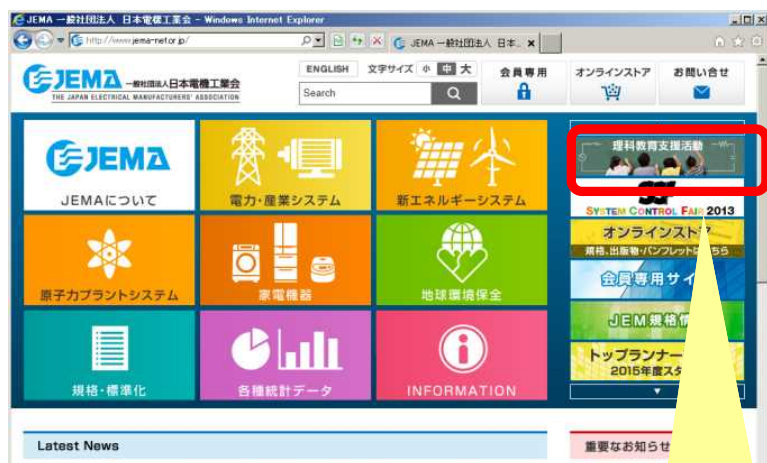 JEMA 一般社団法人 日本電機工業会 - Windows Internet Explorer
http://www.jema-net.or.jp/
JEMA 一般社団法人 日本...
JEMA 一般社団法人日本電機工業会
THE JAPAN ELECTRICAL MANUFACTURERS' ASSOCIATION
ENGLISH 文字サイズ 小 中 大
Search
会員専用
オンラインストア
お問い合せ
JEMA
JEMAについて
電力・産業システム
新エネルギーシステム
原子力プラントシステム
家電機器
地球環境保全
規格・標準化
各種統計データ
INFORMATION
理科教育支援活動
SCF
SYSTEM CONTROL FAIR 2013
オンラインストア
規格、出版物・パンフレットは
ちら
会員専用サイ
JEM規格
トップランナー
2015年度
Latest News
重要なお知らせ